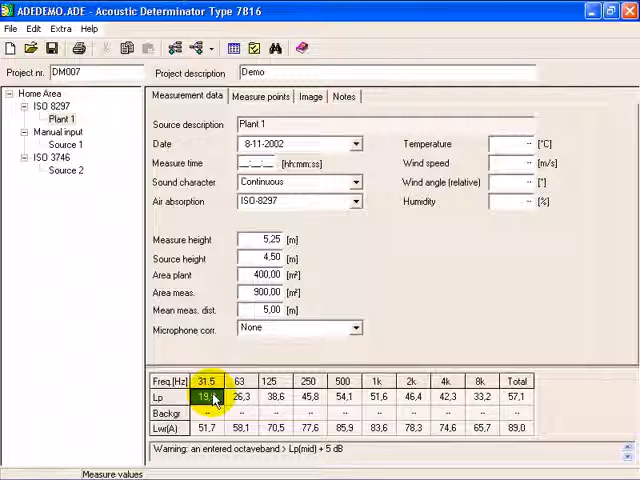 ADEDEMO.ADE - Acoustic Determinator Type 7816
File Edit Extra Help
Project nr. DM007 Project description Demo
Home Area
ISO 8297
Plant 1
Manual input
Source 1
ISO 3746
Source 2
Measurement data Measure points Image Notes
Source description Plant 1
Date 8-11-2002 Temperature -- [°C]
Measure time __:__:__ [hh:mm:ss] Wind speed -- [m/s]
Sound character Continuous Wind angle (relative) -- [°]
Air absorption ISO-8297 Humidity -- [%]
Measure height 5,25 [m]
Source height 4,50 [m]
Area plant 400,00 [m²]
Area meas. 900,00 [m²]
Mean meas. dist. 5,00 [m]
Microphone corr. None
Freq.[Hz] 31.5 63 125 250 500 1k 2k 4k 8k Total
Lp 26,3 38,6 45,8 54,1 51,6 46,4 42,3 33,2 57,1
Backgr -- -- -- -- -- -- -- -- -- --
Lwr(A) 51,7 58,1 70,5 77,6 85,9 83,6 78,3 74,6 65,7 89,0
Warning: an entered octaveband > Lp(mid) + 5 dB
Measure values